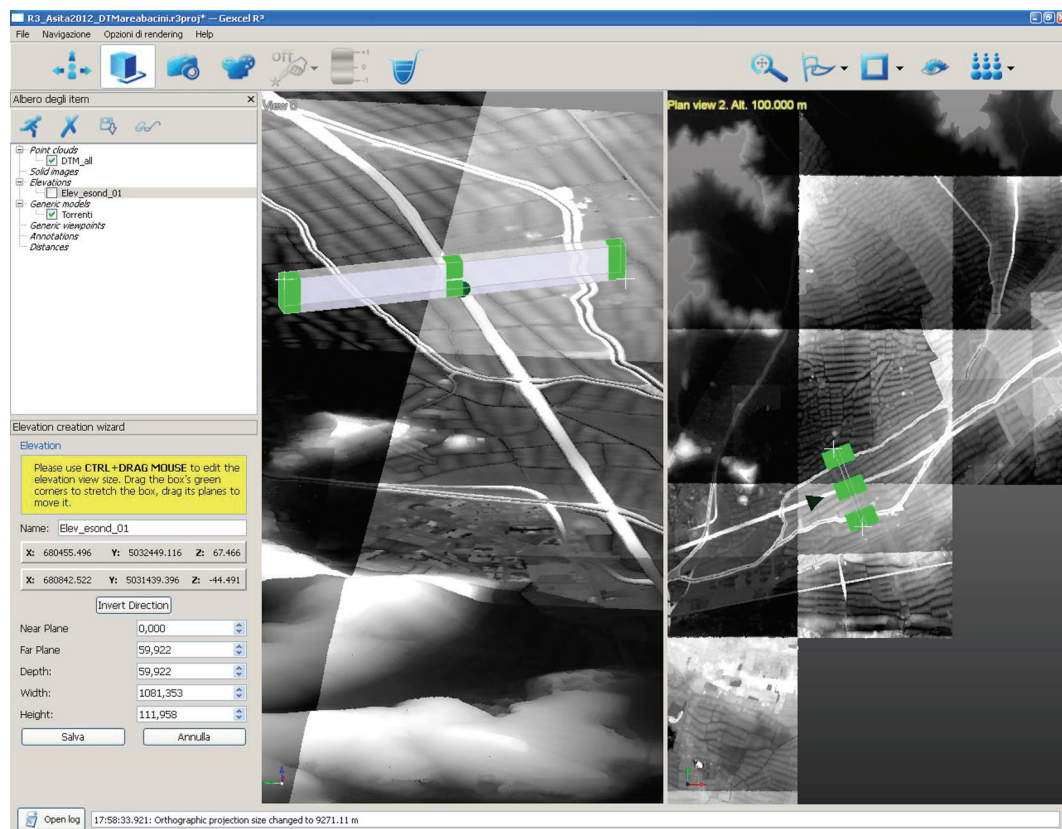 R3_Asita2012_DTMareabacini.r3proj* — Gexcel R³
File Navigazione Opzioni di rendering Help
off
+1
0
-1
Albero degli item
Point clouds
DTM_all
Solid images
Elevations
Elev_esond_01
Generic models
Torrenti
Generic viewpoints
Annotations
Distances
Elevation creation wizard
Elevation
Please use CTRL+DRAG MOUSE to edit the
elevation view size. Drag the box's green
corners to stretch the box, drag its planes to
move it.
Name: Elev_esond_01
X: 680455.496 Y: 5032449.116 Z: 67.466
X: 680842.522 Y: 5031439.396 Z: -44.491
Invert Direction
Near Plane 0,000
Far Plane 59,922
Depth: 59,922
Width: 1081,353
Height: 111,958
Salva Annulla
View 0
Plan view 2. Alt. 100.000 m
Open log 17:58:33.921: Orthographic projection size changed to 9271.11 m